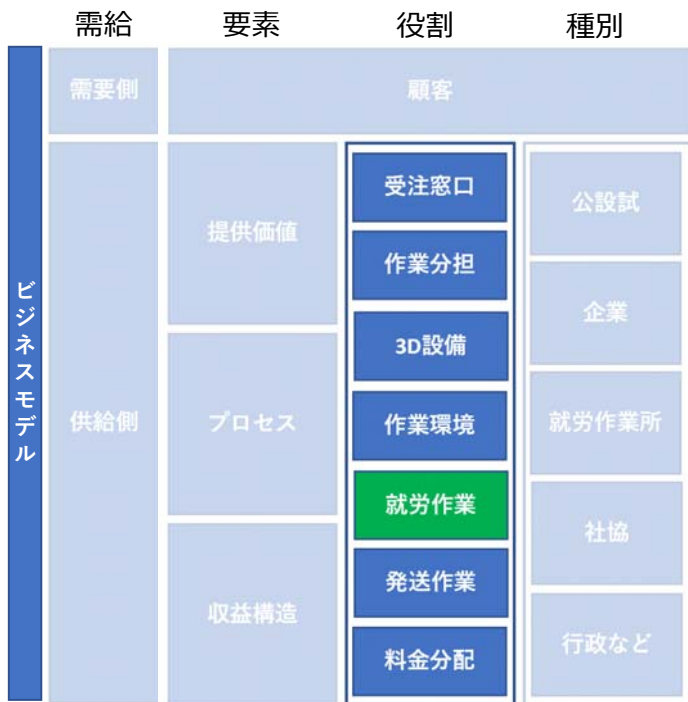 需給 要素 役割 種別
ビジネスモデル
需要側
顧客
供給側
提供価値
プロセス
収益構造
受注窓口
作業分担
3D設備
作業環境
就労作業
発送作業
料金分配
公設試
企業
就労作業所
社協
行政など